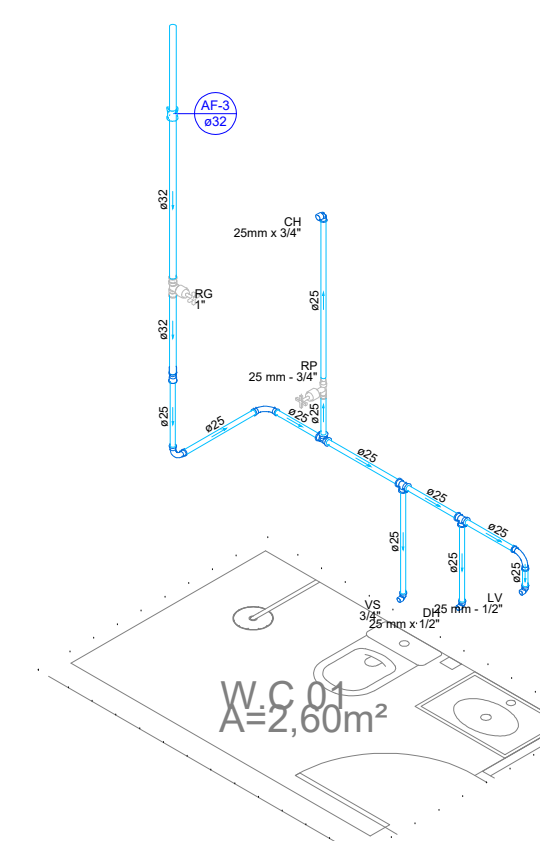 AF-3
ø32
ø32
CH
25mm x 3/4"
RG
1"
ø25
ø32
RP
25 mm - 3/4"
ø25
ø25
ø25
ø25
ø25
ø25
ø25
ø25
ø25
ø25
VS
3/4"
DH
25 mm x 1/2"
LV
25 mm - 1/2"
W.C 01
A=2,60m²